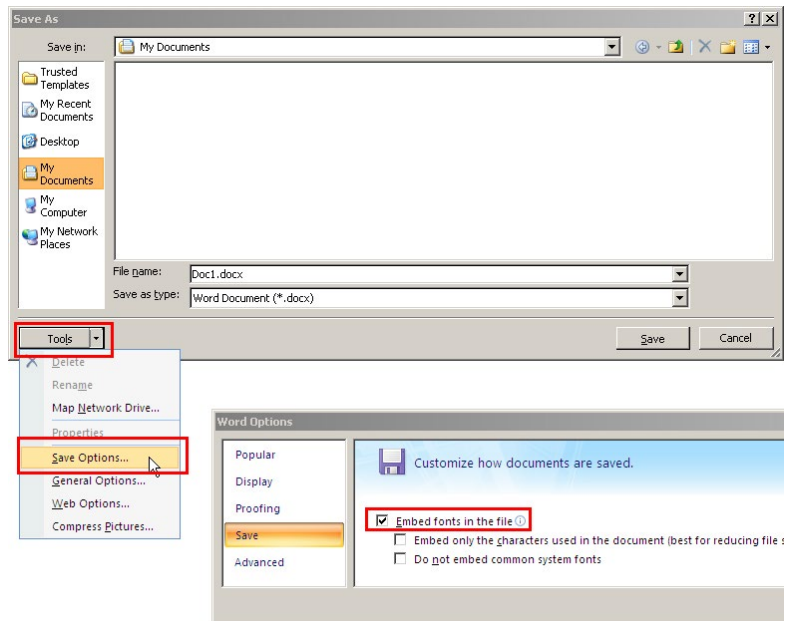 Save As
Save in:
My Documents
Trusted
Templates
My Recent
Documents
Desktop
My
Documents
My
Computer
My Network
Places
File name:
Doc1.docx
Save as type:
Word Document (*.docx)
Tools
Save
Cancel
Delete
Rename
Map Network Drive...
Properties
Save Options...
General Options...
Web Options...
Compress Pictures...
Word Options
Popular
Display
Proofing
Save
Advanced
Customize how documents are saved.
Embed fonts in the file
Embed only the characters used in the document (best for reducing file s
Do not embed common system fonts